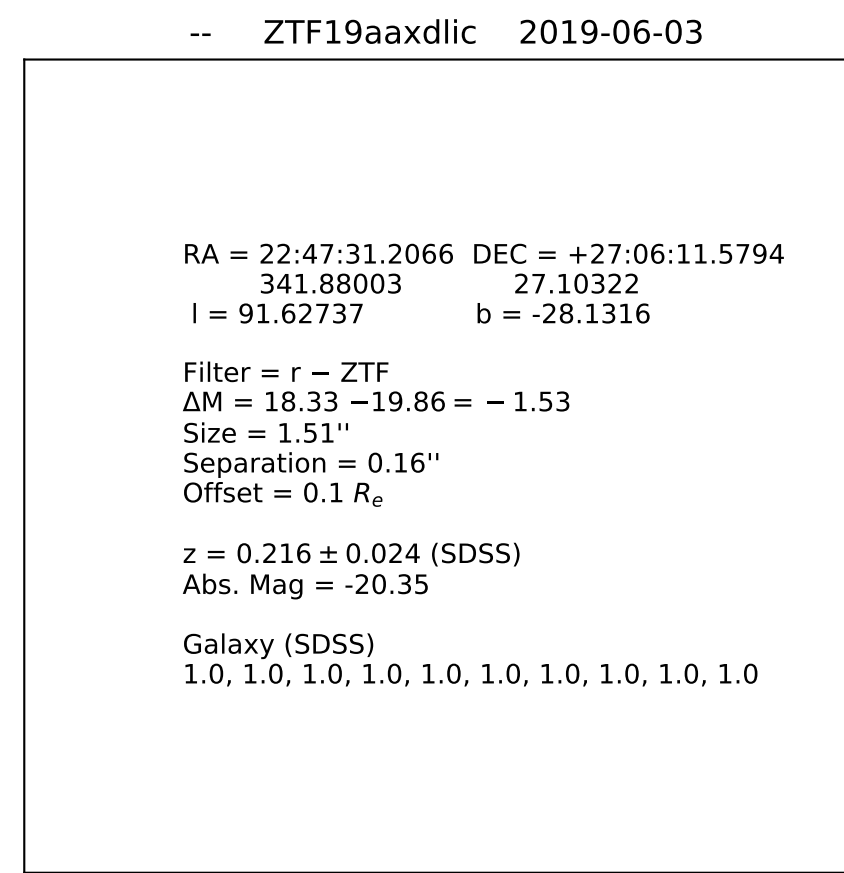 -- ZTF19aaxdlic 2019-06-03
RA = 22:47:31.2066 DEC = +27:06:11.5794
341.88003 27.10322
l = 91.62737 b = -28.1316
Filter = r − ZTF
ΔM = 18.33 −19.86 = − 1.53
Size = 1.51''
Separation = 0.16''
Offset = 0.1 Re
z = 0.216 ± 0.024 (SDSS)
Abs. Mag = -20.35
Galaxy (SDSS)
1.0, 1.0, 1.0, 1.0, 1.0, 1.0, 1.0, 1.0, 1.0, 1.0